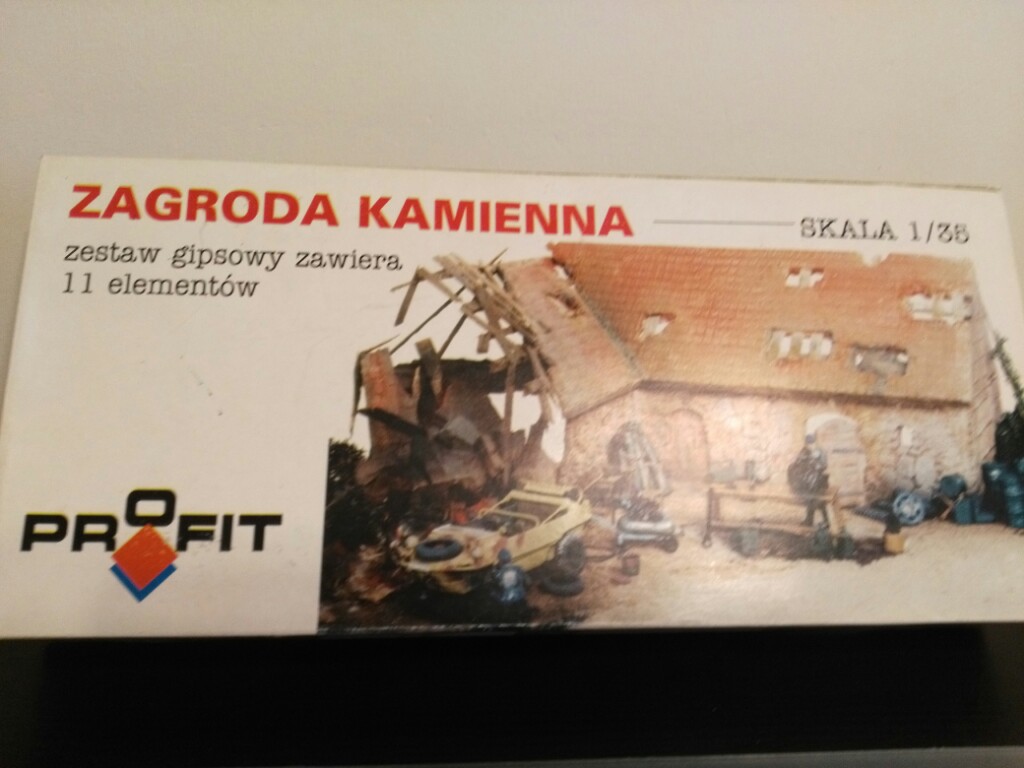 ZAGRODA KAMIENNA
SKALA 1/35
zestaw gipsowy zawiera
11 elementów
PROFIT